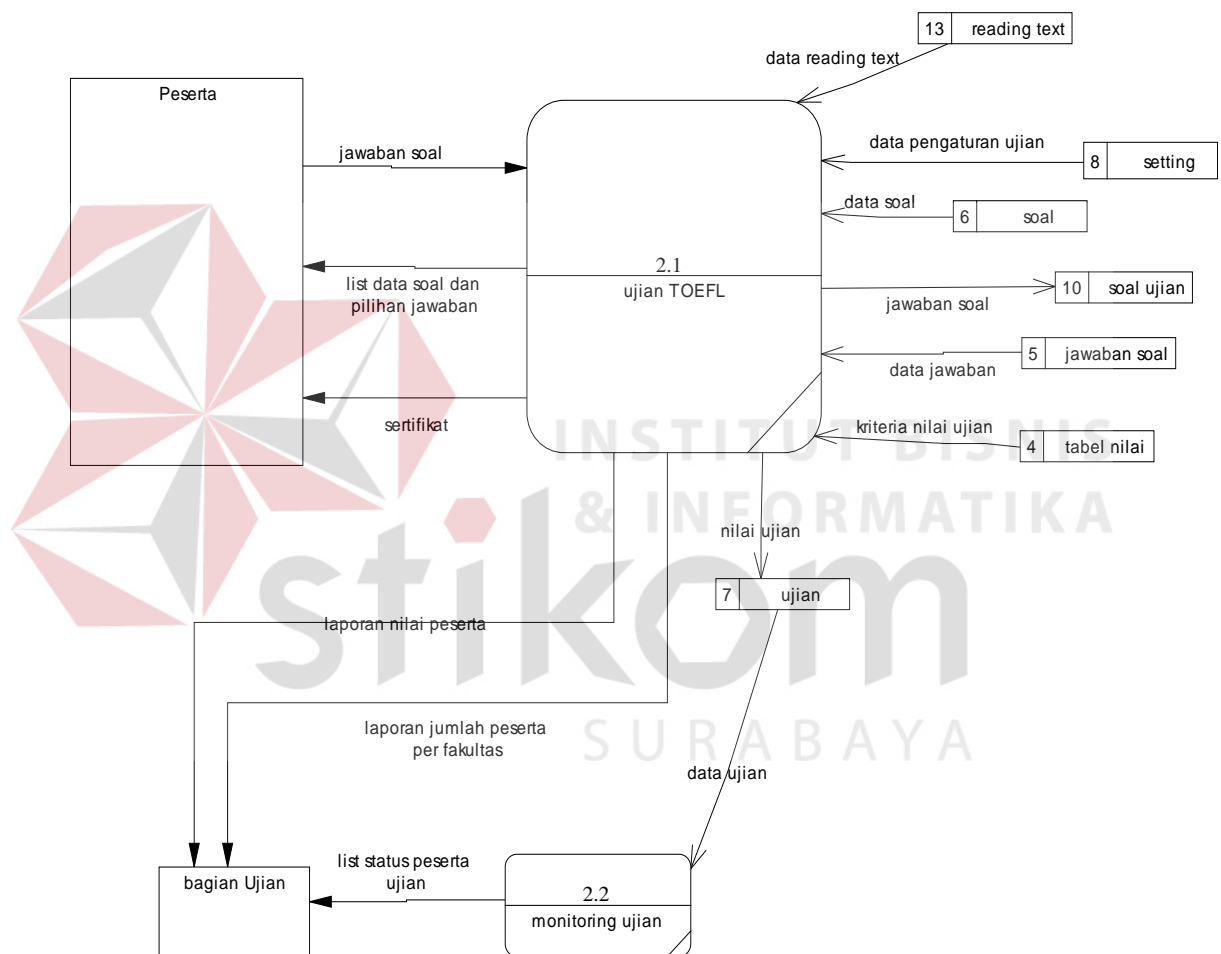 13 reading text
data reading text
Peserta
data pengaturan ujian
jawaban soal
8 setting
data soal
6 soal
2.1
list data soal dan
pilihan jawaban
ujian TOEFL
10 soal ujian
jawaban soal
5 jawaban soal
data jawaban
sertifikat
kriteria nilai ujian
4 tabel nilai
INSTITUT BISNIS
& INFORMATIKA
nilai ujian
stikom
7 ujian
laporan nilai peserta
laporan jumlah peserta
per fakultas
SURABAYA
data ujian
list status peserta
ujian
bagian Ujian
2.2
monitoring ujian